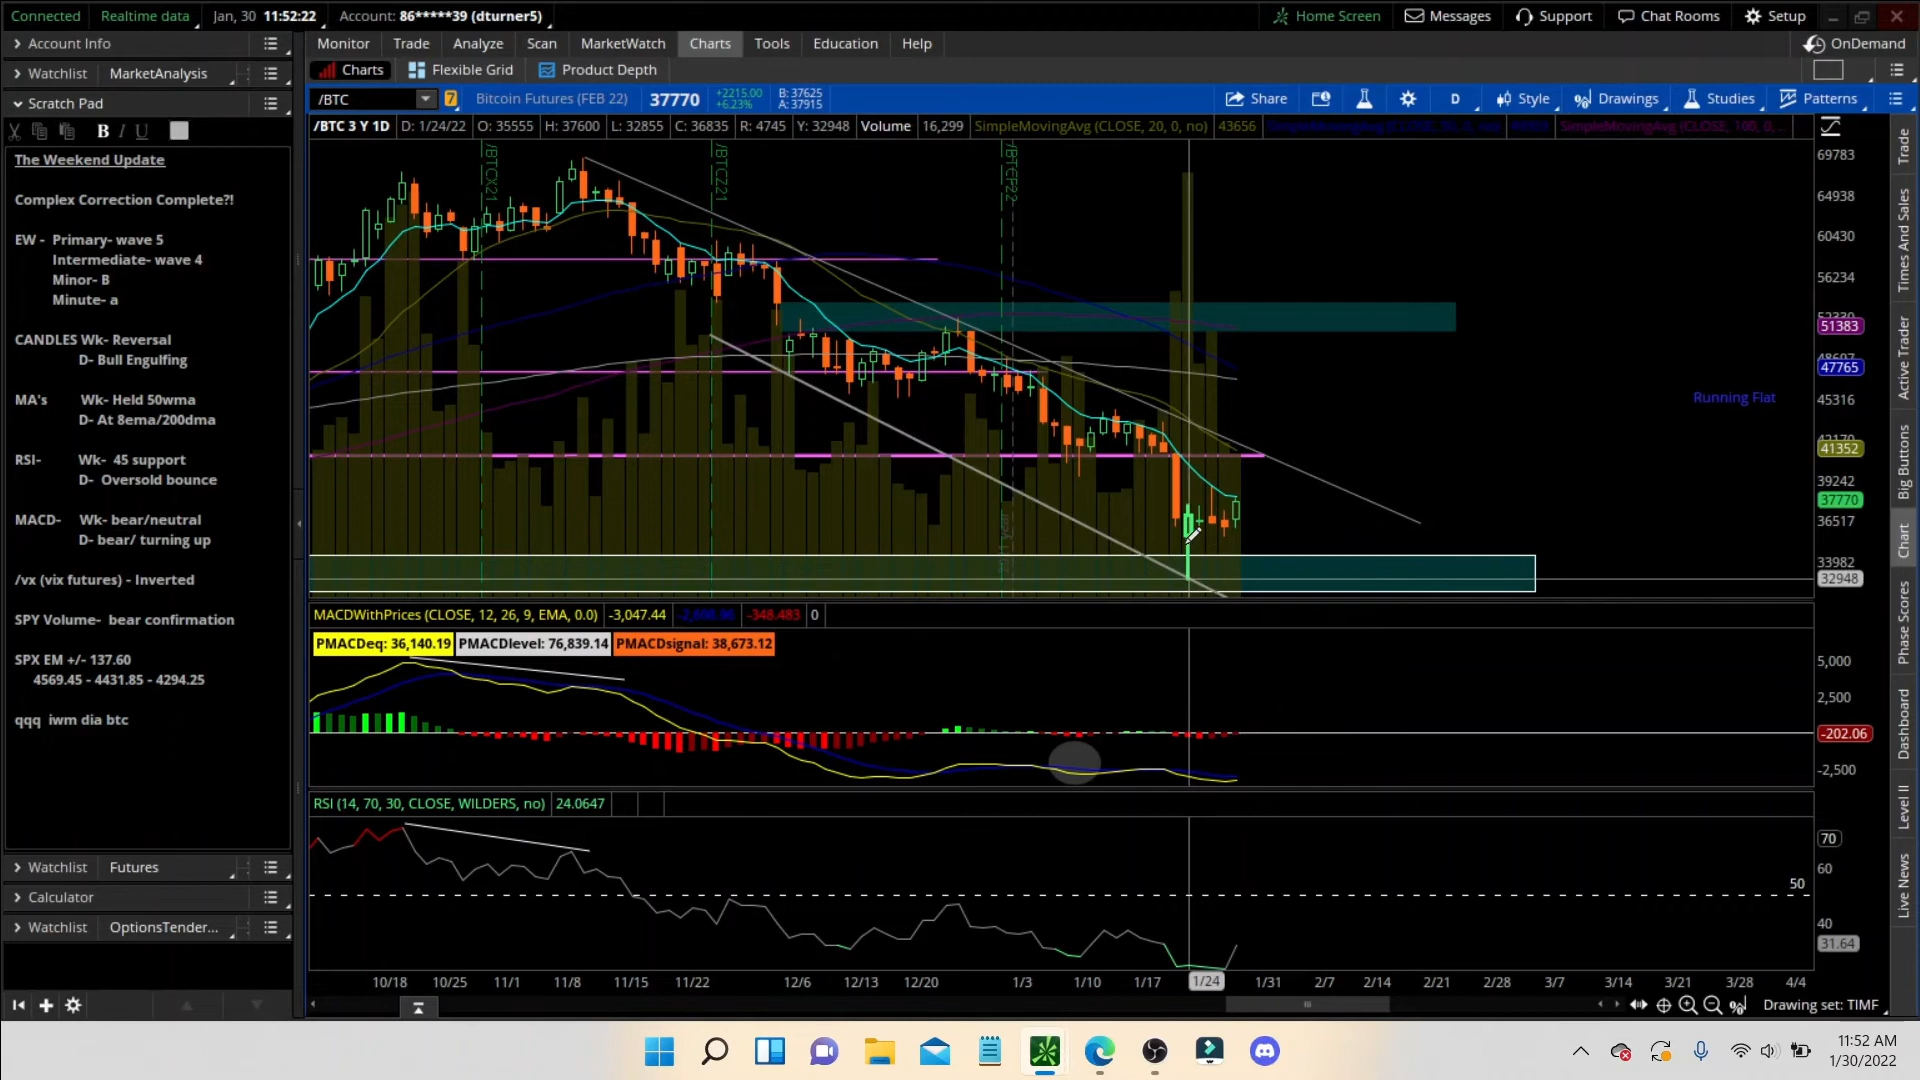 Connected Realtime data Jan, 30 11:52:22 Account: 86*****39 (dturner5) Home Screen Messages Support Chat Rooms Setup
Account Info
Monitor Trade Analyze Scan MarketWatch Charts Tools Education Help OnDemand
Watchlist MarketAnalysis
Charts Flexible Grid Product Depth
Scratch Pad
/BTC 7 Bitcoin Futures (FEB 22) 37770 +2215.00 +6.23% B: 37625 A: 37915 Share D Style Drawings Studies Patterns
/BTC 3 Y 1D D: 1/24/22 O: 35555 H: 37600 L: 32855 C: 36835 R: 4745 Y: 32948 Volume 16,299 SimpleMovingAvg (CLOSE, 20, 0, no) 43656
B I U
The Weekend Update
Complex Correction Complete?!
EW - Primary- wave 5
Intermediate- wave 4
Minor- B
Minute- a
CANDLES Wk- Reversal
D- Bull Engulfing
MA's Wk- Held 50wma
D- At 8ema/200dma
RSI- Wk- 45 support
D- Oversold bounce
MACD- Wk- bear/neutral
D- bear/ turning up
/vx (vix futures) - Inverted
SPY Volume- bear confirmation
SPX EM +/- 137.60
4569.45 - 4431.85 - 4294.25
qqq iwm dia btc
Watchlist Futures
Calculator
Watchlist OptionsTender...
/BTCX21
/BTCZ21
/BTCF22
Running Flat
69783
64938
60430
56234
51383
47765
45316
41352
39242
37770
36517
33982
32948
MACDWithPrices (CLOSE, 12, 26, 9, EMA, 0.0) -3,047.44 -348.483 0
PMACDeq: 36,140.19 PMACDlevel: 76,839.14 PMACDsignal: 38,673.12
5,000
2,500
-202.06
-2,500
RSI (14, 70, 30, CLOSE, WILDERS, no) 24.0647
70
60
50
40
31.64
10/18 10/25 11/1 11/8 11/15 11/22 12/6 12/13 12/20 1/3 1/10 1/17 1/24 1/31 2/7 2/14 2/21 2/28 3/7 3/14 3/21 3/28 4/4
Drawing set: TIMF
Trade
Times And Sales
Active Trader
Big Buttons
Chart
Phase Scores
Dashboard
Level II
Live News
11:52 AM
1/30/2022